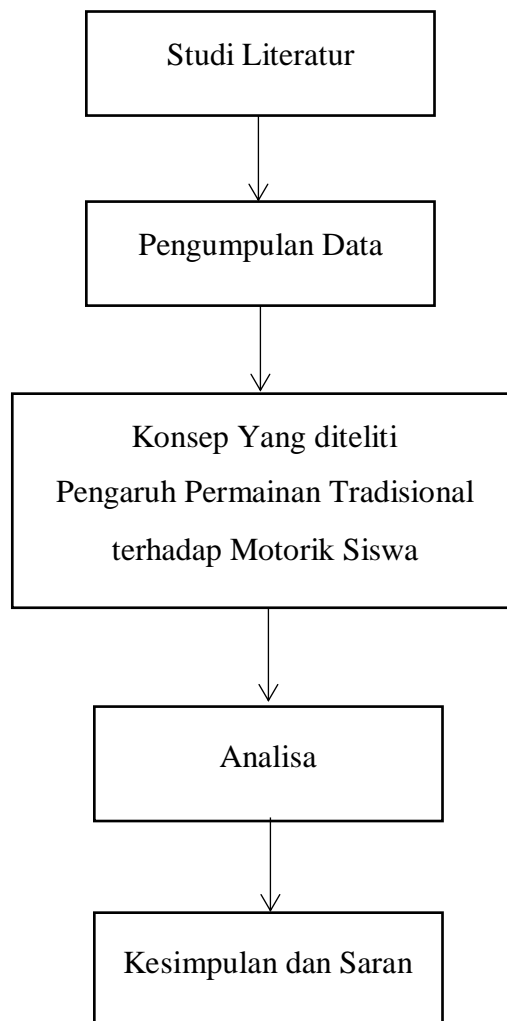 Studi Literatur
Pengumpulan Data
Konsep Yang diteliti
Pengaruh Permainan Tradisional
terhadap Motorik Siswa
Analisa
Kesimpulan dan Saran